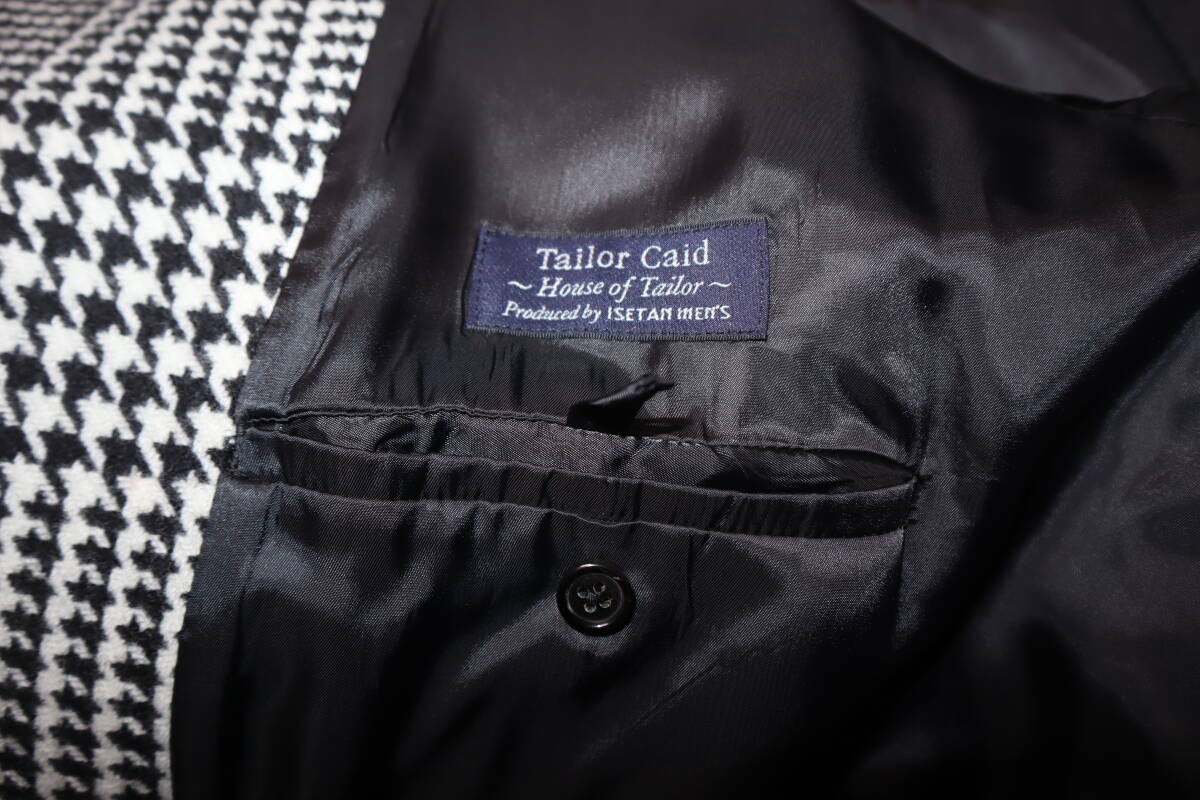 Tailor Caid
~ House of Tailor ~
Produced by ISETAN MEN'S